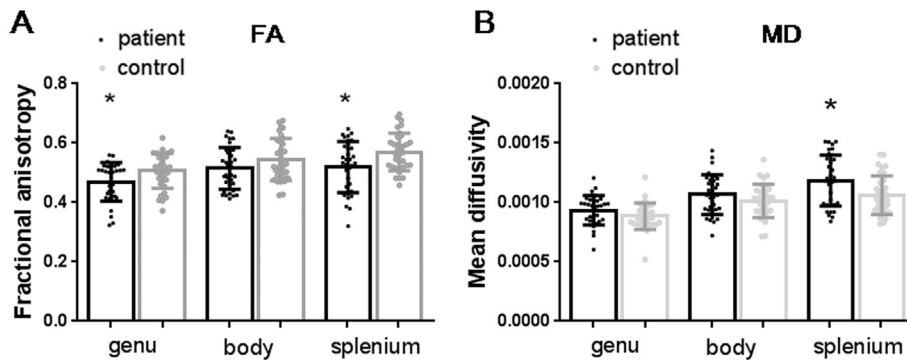 A
FA
patient
control
Fractional anisotropy
0.8
0.6
0.4
0.2
0.0
*
*
genu
body
splenium
B
MD
patient
control
Mean diffusivity
0.0020
0.0015
0.0010
0.0005
0.0000
*
genu
body
splenium